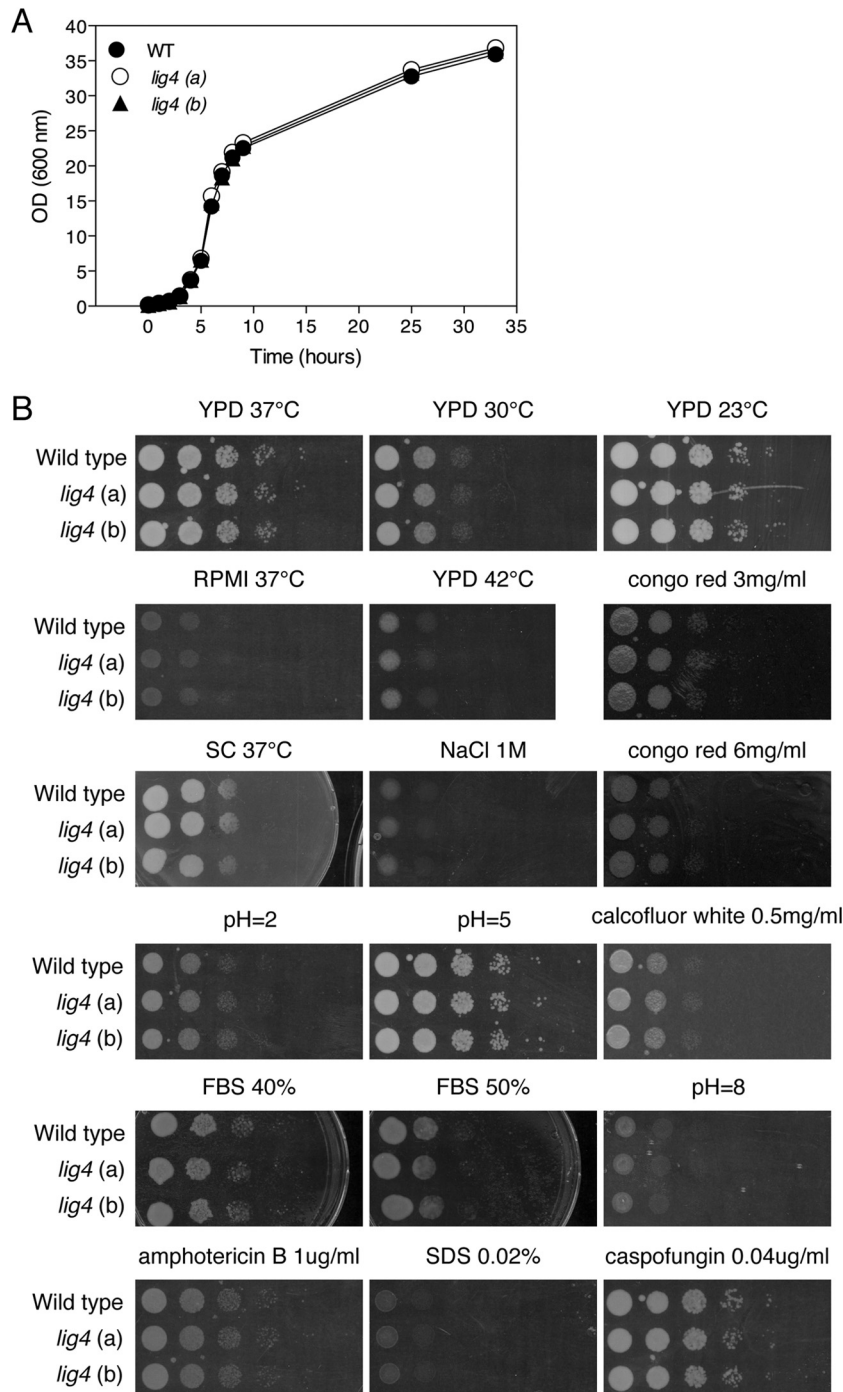 A
WT
lig4 (a)
lig4 (b)
OD (600 nm)
40
35
30
25
20
15
10
5
0
0 5 10 15 20 25 30 35
Time (hours)
B
YPD 37°C YPD 30°C YPD 23°C
Wild type
lig4 (a)
lig4 (b)
RPMI 37°C YPD 42°C congo red 3mg/ml
Wild type
lig4 (a)
lig4 (b)
SC 37°C NaCl 1M congo red 6mg/ml
Wild type
lig4 (a)
lig4 (b)
pH=2 pH=5 calcofluor white 0.5mg/ml
Wild type
lig4 (a)
lig4 (b)
FBS 40% FBS 50% pH=8
Wild type
lig4 (a)
lig4 (b)
amphotericin B 1ug/ml SDS 0.02% caspofungin 0.04ug/ml
Wild type
lig4 (a)
lig4 (b)